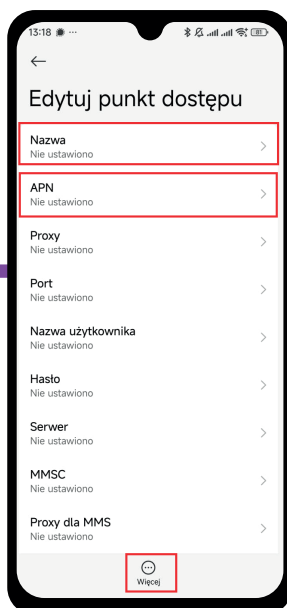 13:18
Edytuj punkt dostępu
Nazwa
Nie ustawiono
APN
Nie ustawiono
Proxy
Nie ustawiono
Port
Nie ustawiono
Nazwa użytkownika
Nie ustawiono
Hasło
Nie ustawiono
Serwer
Nie ustawiono
MMSC
Nie ustawiono
Proxy dla MMS
Nie ustawiono
Więcej